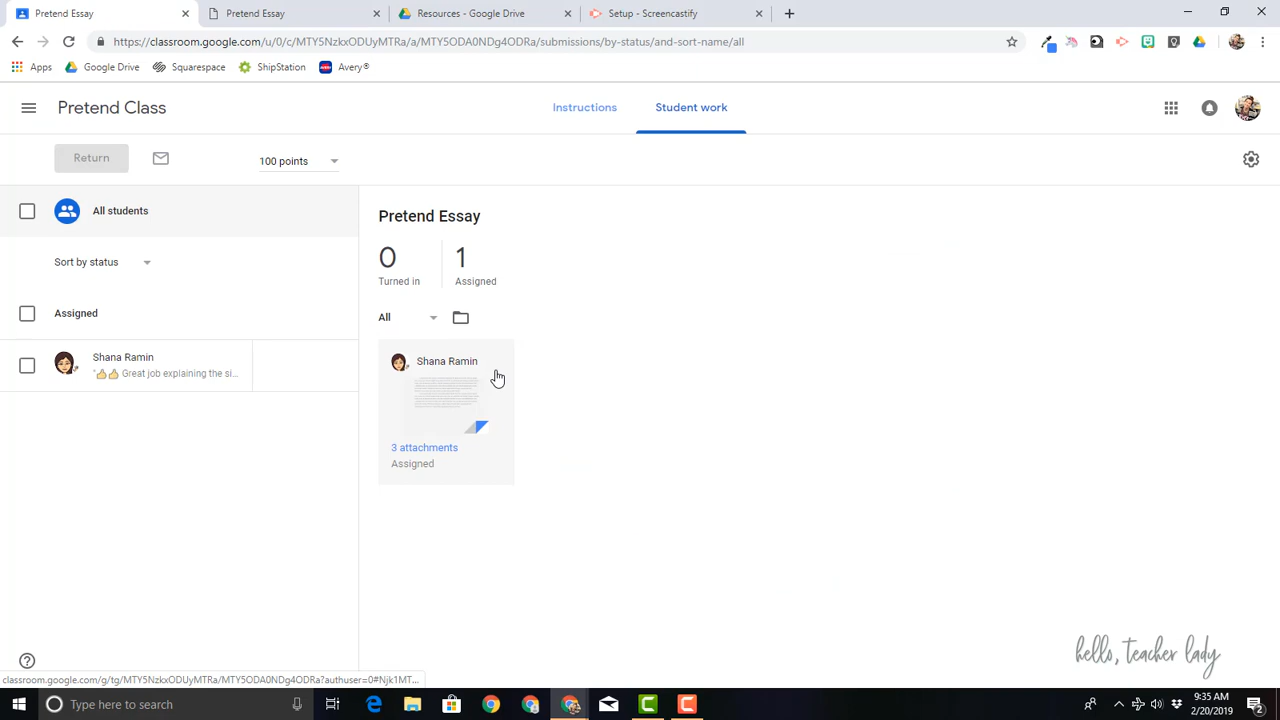 Pretend Essay
Pretend Essay
Resources - Google Drive
Setup - Screencastify
https://classroom.google.com/u/0/c/MTY5NzkxODUyMTRa/a/MTY5ODA0NDg4ODRa/submissions/by-status/and-sort-name/all
Apps
Google Drive
Squarespace
ShipStation
Avery®
Pretend Class
Instructions
Student work
Return
100 points
All students
Sort by status
Assigned
Shana Ramin
"👍👍 Great job explaining the si...
Pretend Essay
0
Turned in
1
Assigned
All
Shana Ramin
3 attachments
Assigned
hello, teacher lady
classroom.google.com/g/tg/MTY5NzkxODUyMTRa/MTY5ODA0NDg4ODRa?authuser=0#Njk1MT...
Type here to search
9:35 AM
2/20/2019
2